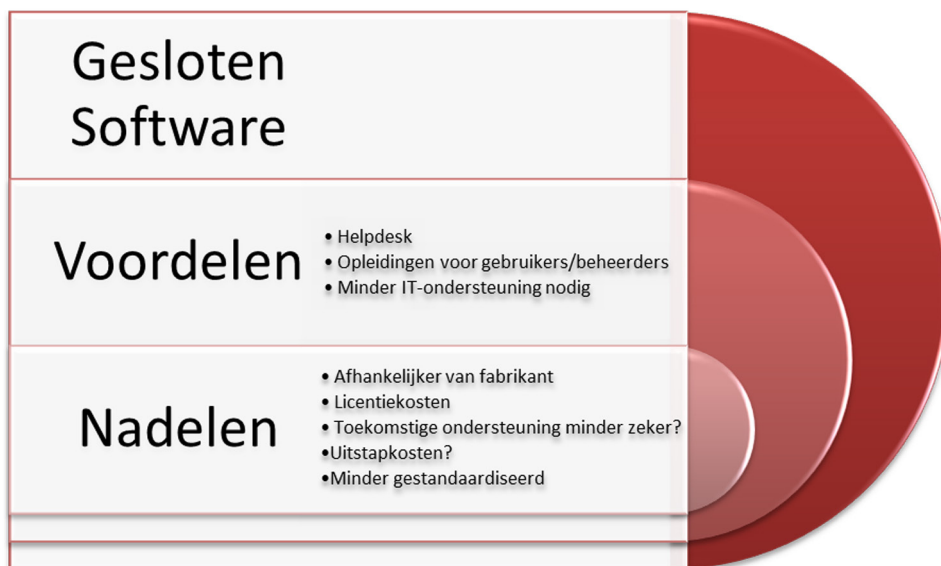 Gesloten
Software
Voordelen
• Helpdesk
• Opleidingen voor gebruikers/beheerders
• Minder IT-ondersteuning nodig
Nadelen
• Afhankelijker van fabrikant
• Licentiekosten
• Toekomstige ondersteuning minder zeker?
•Uitstapkosten?
•Minder gestandaardiseerd